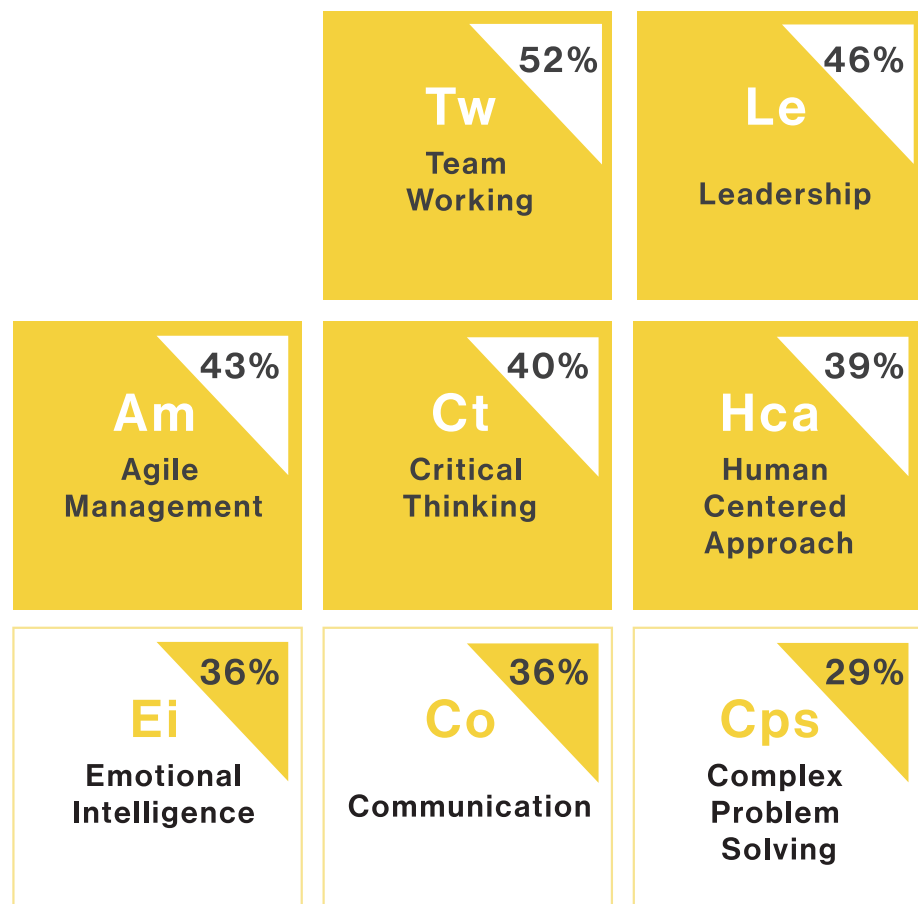 52%
Tw
Team
Working
46%
Le
Leadership
43%
Am
Agile
Management
40%
Ct
Critical
Thinking
39%
Hca
Human
Centered
Approach
36%
Ei
Emotional
Intelligence
36%
Co
Communication
29%
Cps
Complex
Problem
Solving